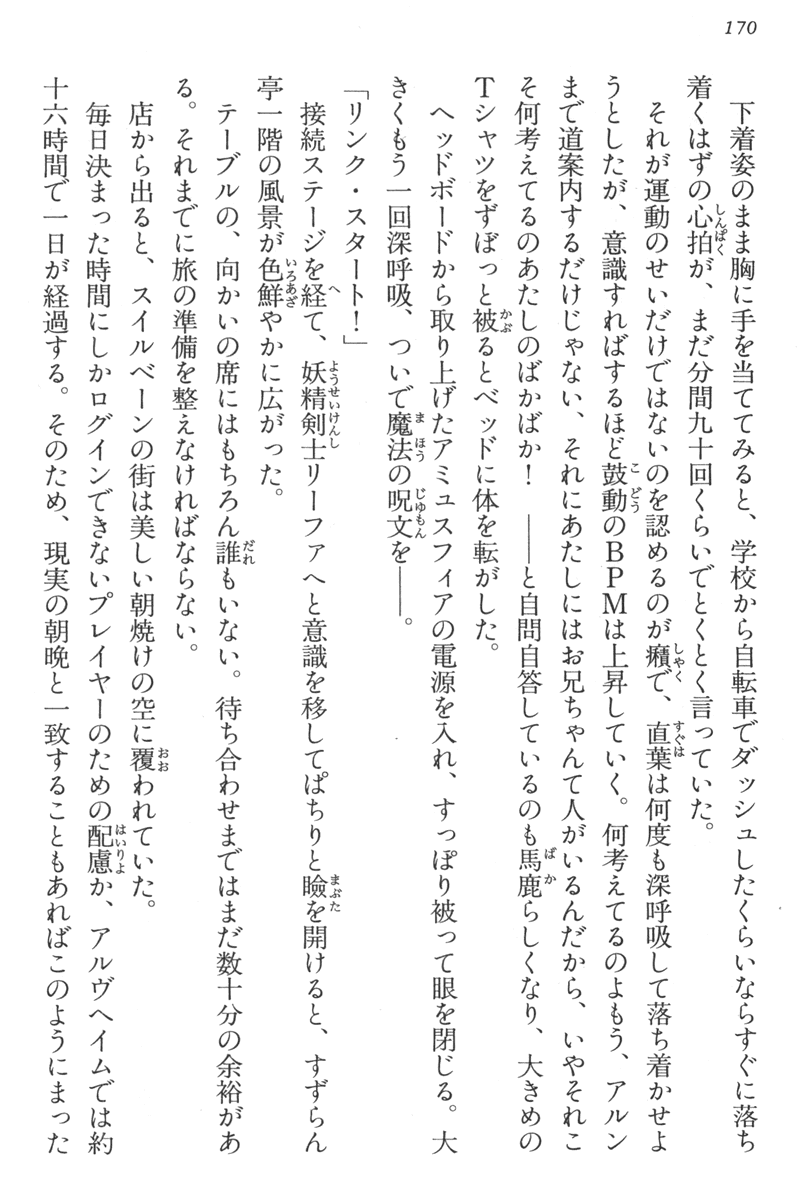 170
下着姿のまま胸に手を当ててみると、学校から自転車でダッシュしたくらいならすぐに落ち
着くはずの心拍が、まだ分間九十回くらいでとくとく言っていた。
それが運動のせいだけではないのを認めるのが癪で、直葉は何度も深呼吸して落ち着かせよ
うとしたが、意識すればするほど鼓動のＢＰＭは上昇していく。何考えてるのよもう、アルン
まで道案内するだけじゃない、それにあたしにはお兄ちゃんて人がいるんだから、いやそれこ
そ何考えてるのあたしのばかばか！　――と自問自答しているのも馬鹿らしくなり、大きめの
Ｔシャツをずぼっと被るとベッドに体を転がした。
ヘッドボードから取り上げたアミュスフィアの電源を入れ、すっぽり被って眼を閉じる。大
きくもう一回深呼吸、ついで魔法の呪文を――。
「リンク・スタート！」
接続ステージを経て、妖精剣士リーファへと意識を移してぱちりと瞼を開けると、すずらん
亭一階の風景が色鮮やかに広がった。
テーブルの、向かいの席にはもちろん誰もいない。待ち合わせまではまだ数十分の余裕があ
る。それまでに旅の準備を整えなければならない。
店から出ると、スイルベーンの街は美しい朝焼けの空に覆われていた。
毎日決まった時間にしかログインできないプレイヤーのための配慮か、アルヴヘイムでは約
十六時間で一日が経過する。そのため、現実の朝晩と一致することもあればこのようにまった